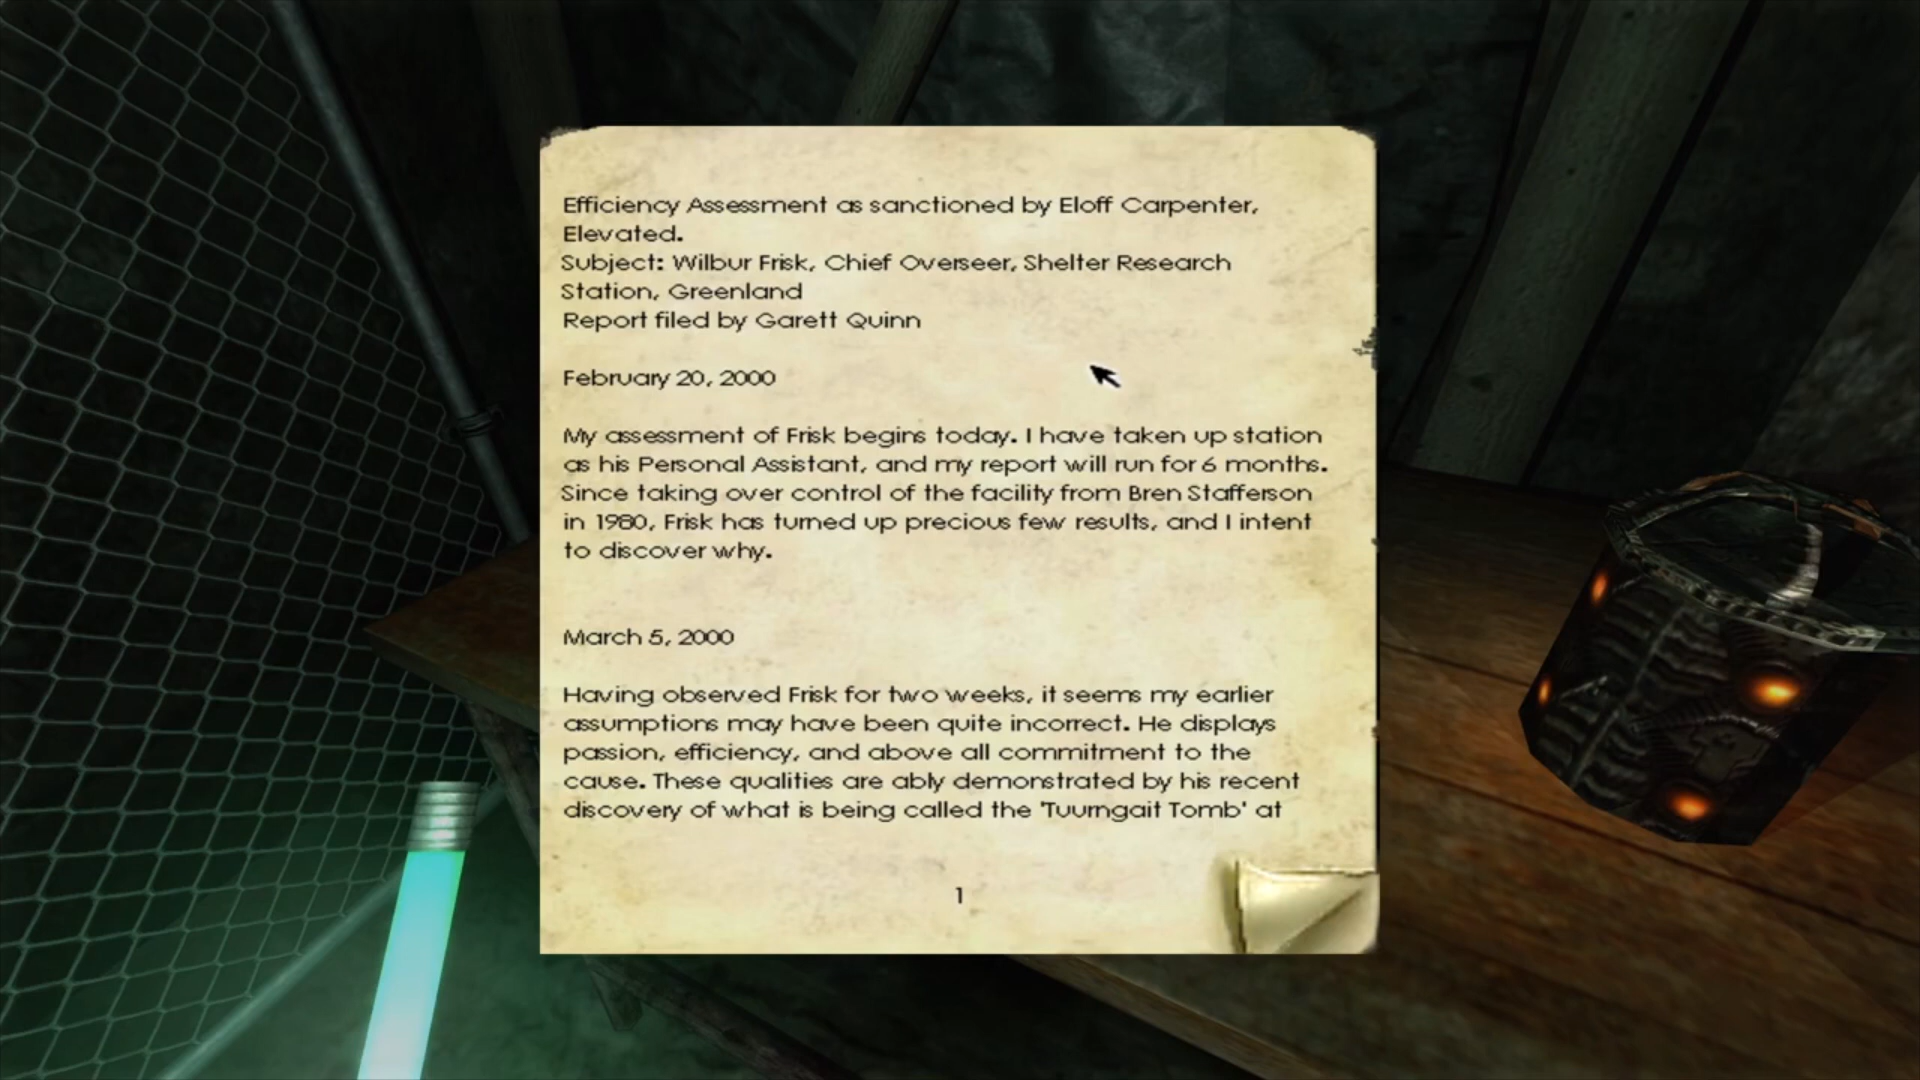 Efficiency Assessment as sanctioned by Eloff Carpenter,
Elevated.
Subject: Wilbur Frisk, Chief Overseer, Shelter Research
Station, Greenland
Report filed by Garett Quinn
February 20, 2000
My assessment of Frisk begins today. I have taken up station
as his Personal Assistant, and my report will run for 6 months.
Since taking over control of the facility from Bren Stafferson
in 1980, Frisk has turned up precious few results, and I intent
to discover why.
March 5, 2000
Having observed Frisk for two weeks, it seems my earlier
assumptions may have been quite incorrect. He displays
passion, efficiency, and above all commitment to the
cause. These qualities are ably demonstrated by his recent
discovery of what is being called the 'Tuurngait Tomb' at
1